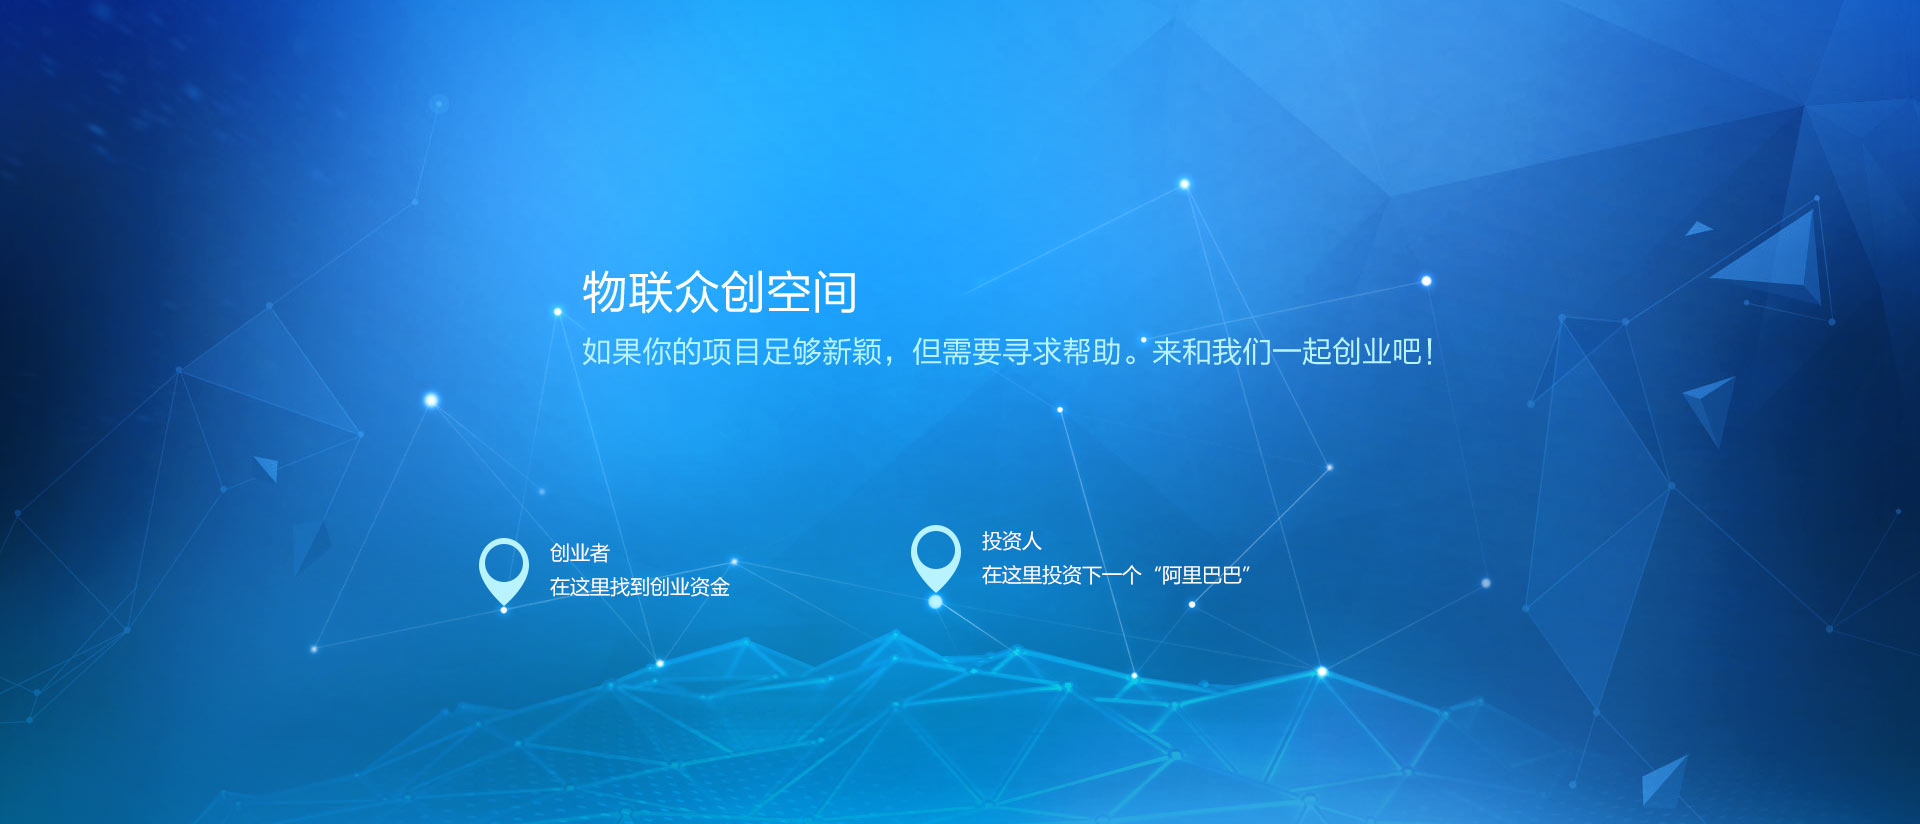 物联众创空间
如果你的项目足够新颖，但需要寻求帮助。来和我们一起创业吧！
创业者
在这里找到创业资金
投资人
在这里投资下一个“阿里巴巴”